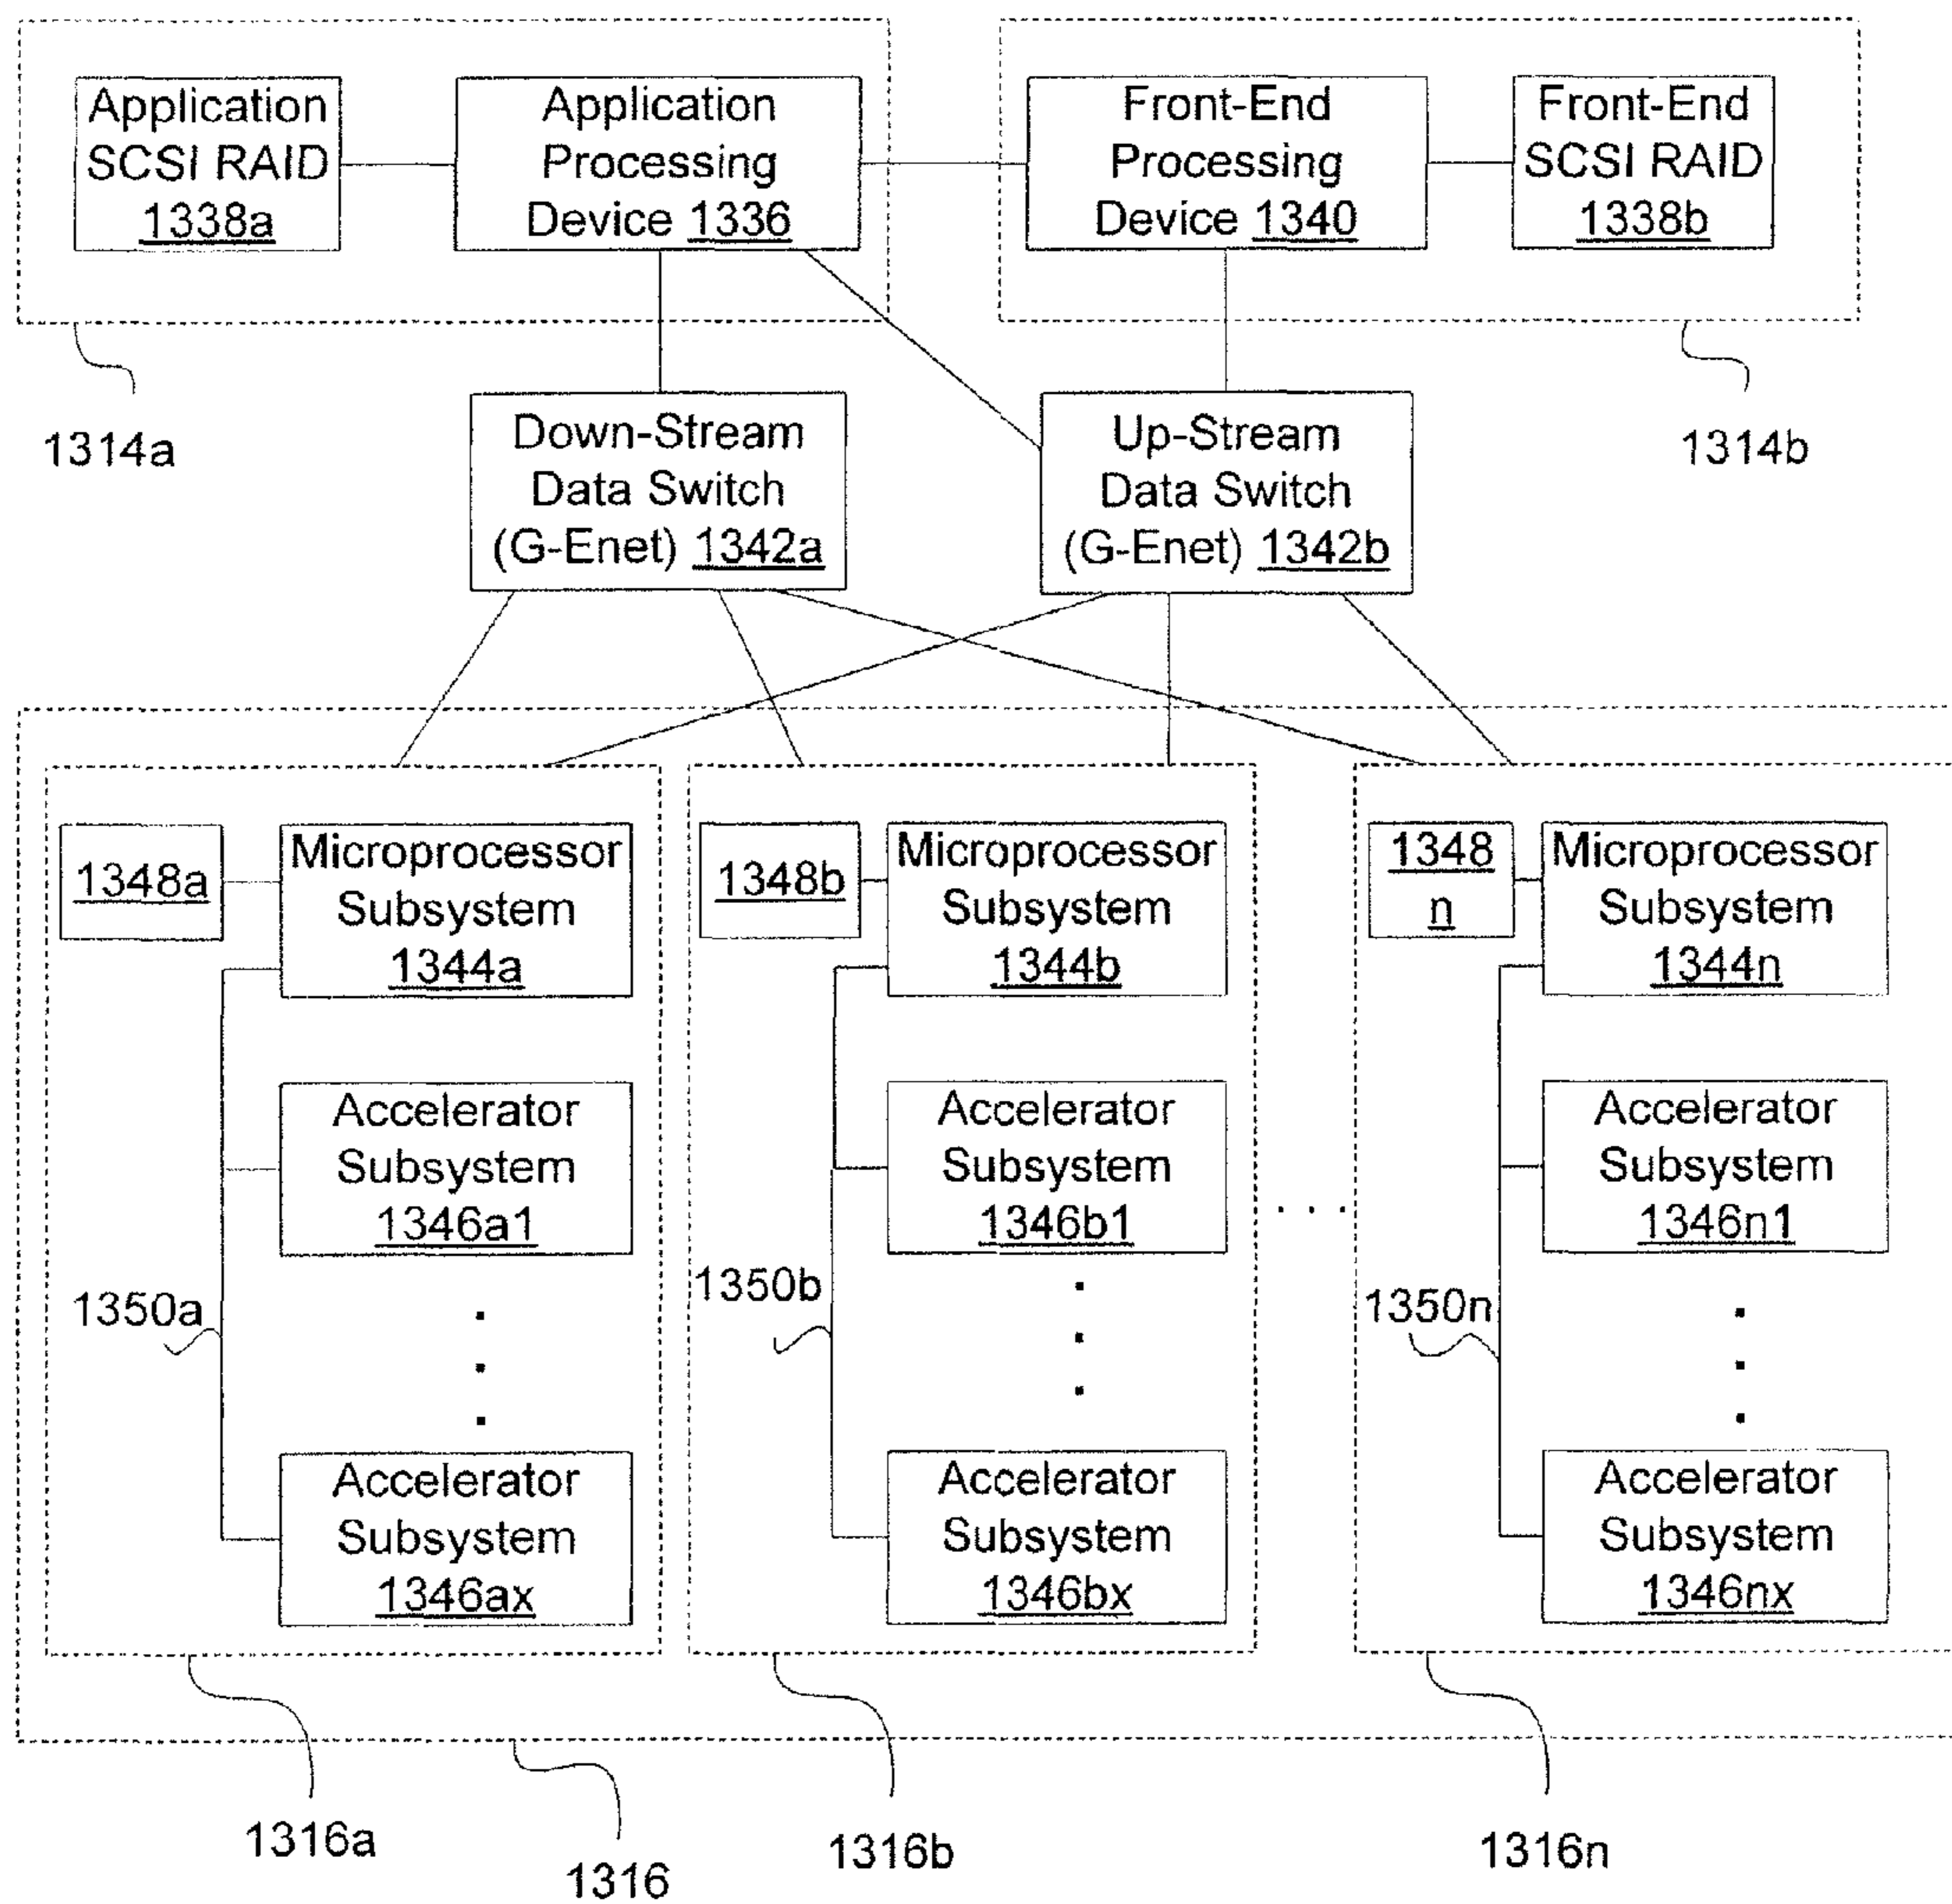 Application
SCSI RAID
1338a
Application
Processing
Device 1336
Front-End
Processing
Device 1340
Front-End
SCSI RAID
1338b
1314a
1314b
Down-Stream
Data Switch
(G-Enet) 1342a
Up-Stream
Data Switch
(G-Enet) 1342b
1348a
Microprocessor
Subsystem
1344a
Accelerator
Subsystem
1346a1
1350a
Accelerator
Subsystem
1346ax
1348b
Microprocessor
Subsystem
1344b
Accelerator
Subsystem
1346b1
1350b
Accelerator
Subsystem
1346bx
1348
n
Microprocessor
Subsystem
1344n
Accelerator
Subsystem
1346n1
1350n
Accelerator
Subsystem
1346nx
1316a
1316
1316b
1316n